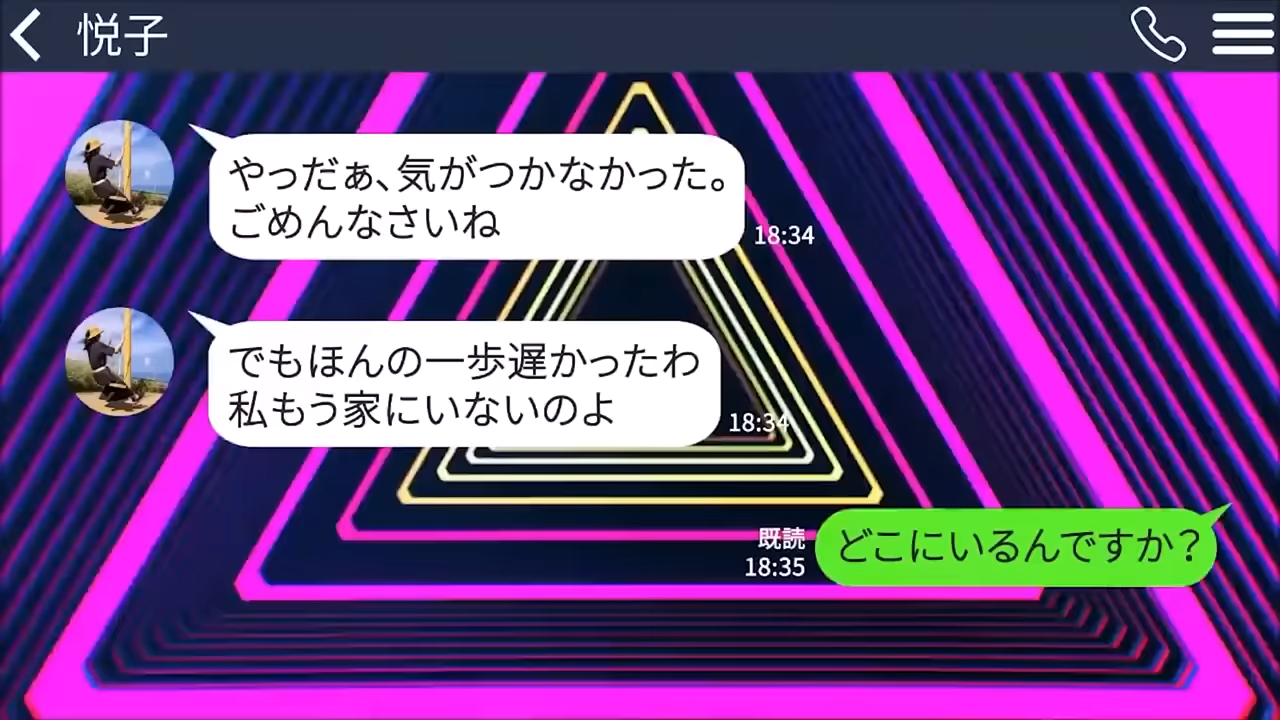 悦子
やっだぁ、気がつかなかった。
ごめんなさいね
18:34
でもほんの一歩遅かったわ
私もう家にいないのよ
18:34
既読
18:35
どこにいるんですか？